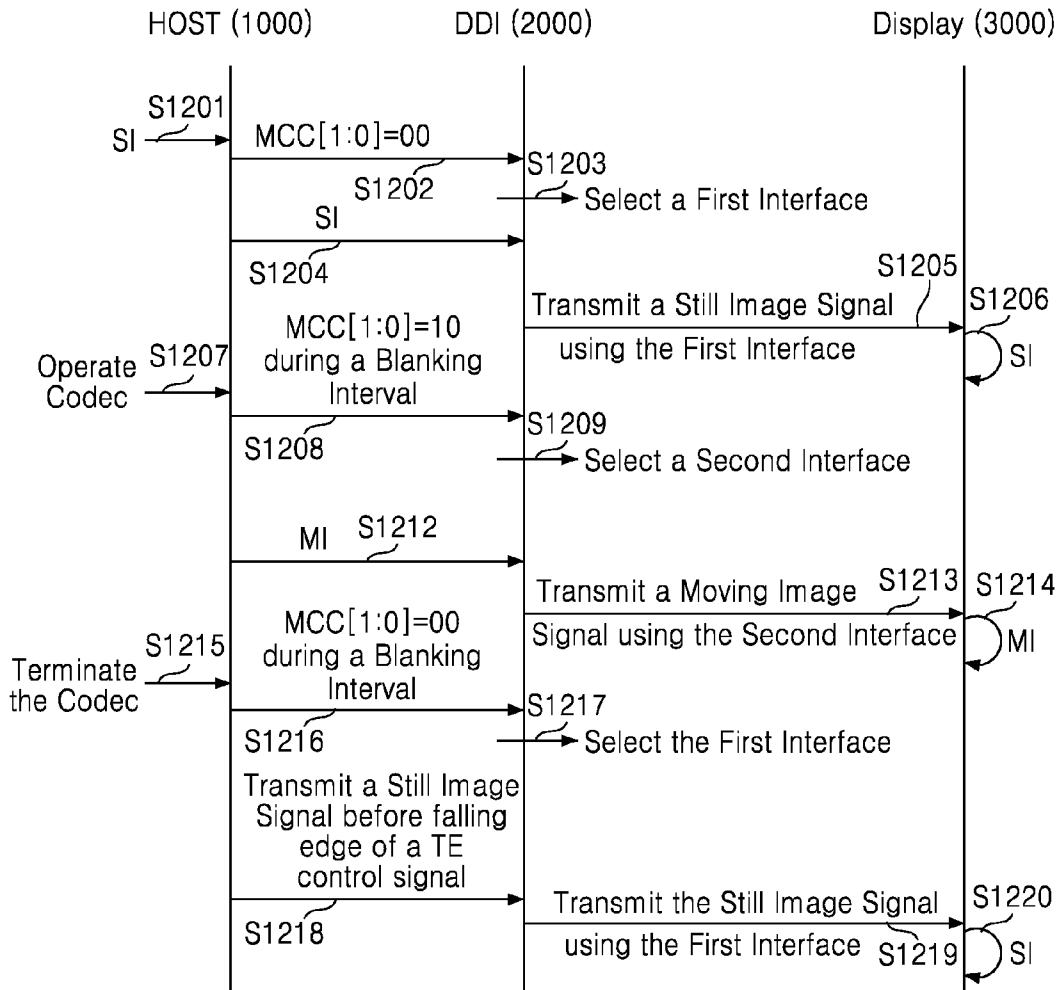 HOST (1000)
DDI (2000)
Display (3000)
S1201
SI
MCC[1:0]=00
S1202
S1203
Select a First Interface
SI
S1204
S1205
Transmit a Still Image Signal
using the First Interface
S1206
SI
MCC[1:0]=10
during a Blanking
Interval
S1207
Operate
Codec
S1208
S1209
Select a Second Interface
MI
S1212
Transmit a Moving Image
S1213
Signal using the Second Interface
S1214
MI
MCC[1:0]=00
during a Blanking
Interval
S1215
Terminate
the Codec
S1216
S1217
Select the First Interface
Transmit a Still Image
Signal before falling
edge of a TE
control signal
S1218
Transmit the Still Image Signal
using the First Interface
S1219
S1220
SI